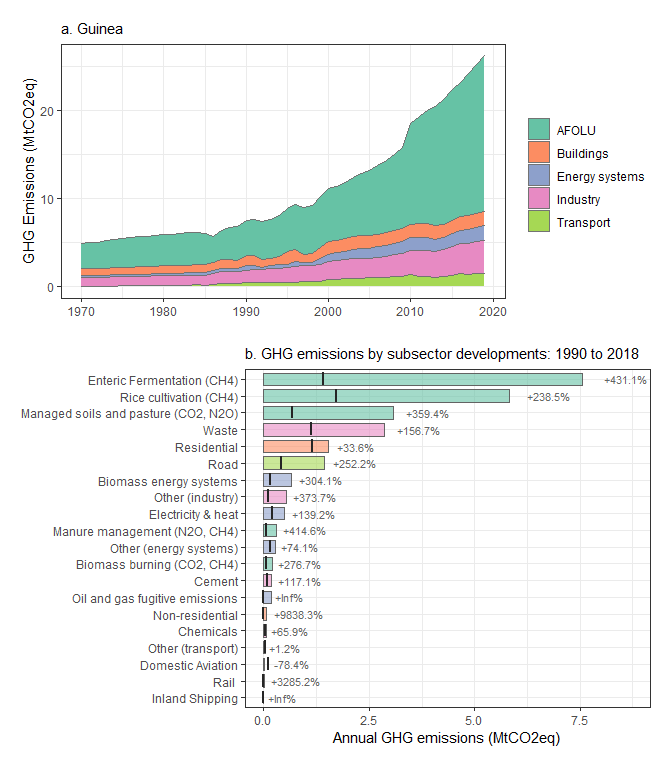 a. Guinea
GHG Emissions (MtCO2eq)
20
10
0
1970 1980 1990 2000 2010 2020
AFOLU
Buildings
Energy systems
Industry
Transport
b. GHG emissions by subsector developments: 1990 to 2018
Enteric Fermentation (CH4) +431.1%
Rice cultivation (CH4) +238.5%
Managed soils and pasture (CO2, N2O) +359.4%
Waste +156.7%
Residential +33.6%
Road +252.2%
Biomass energy systems +304.1%
Other (industry) +373.7%
Electricity & heat +139.2%
Manure management (N2O, CH4) +414.6%
Other (energy systems) +74.1%
Biomass burning (CO2, CH4) +276.7%
Cement +117.1%
Oil and gas fugitive emissions +Inf%
Non-residential +9838.3%
Chemicals +65.9%
Other (transport) +1.2%
Domestic Aviation -78.4%
Rail +3285.2%
Inland Shipping +Inf%
0.0 2.5 5.0 7.5
Annual GHG emissions (MtCO2eq)